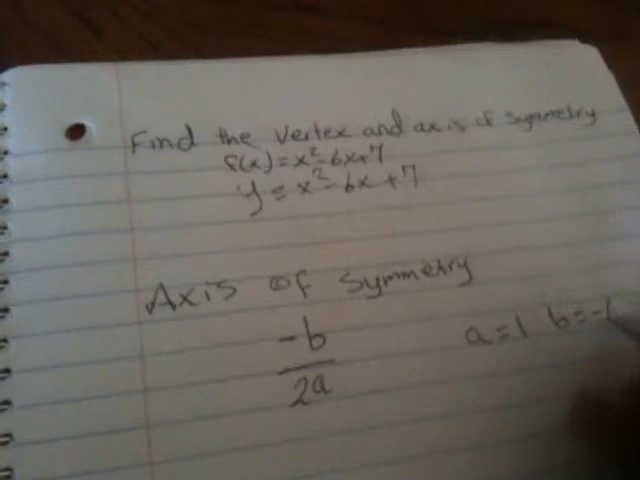 Find the Vertex and axis of symmetry
f(x)=x²-6x+7
y=x²-6x+7
Axis of symmetry
-b
2a
a=1 b=-